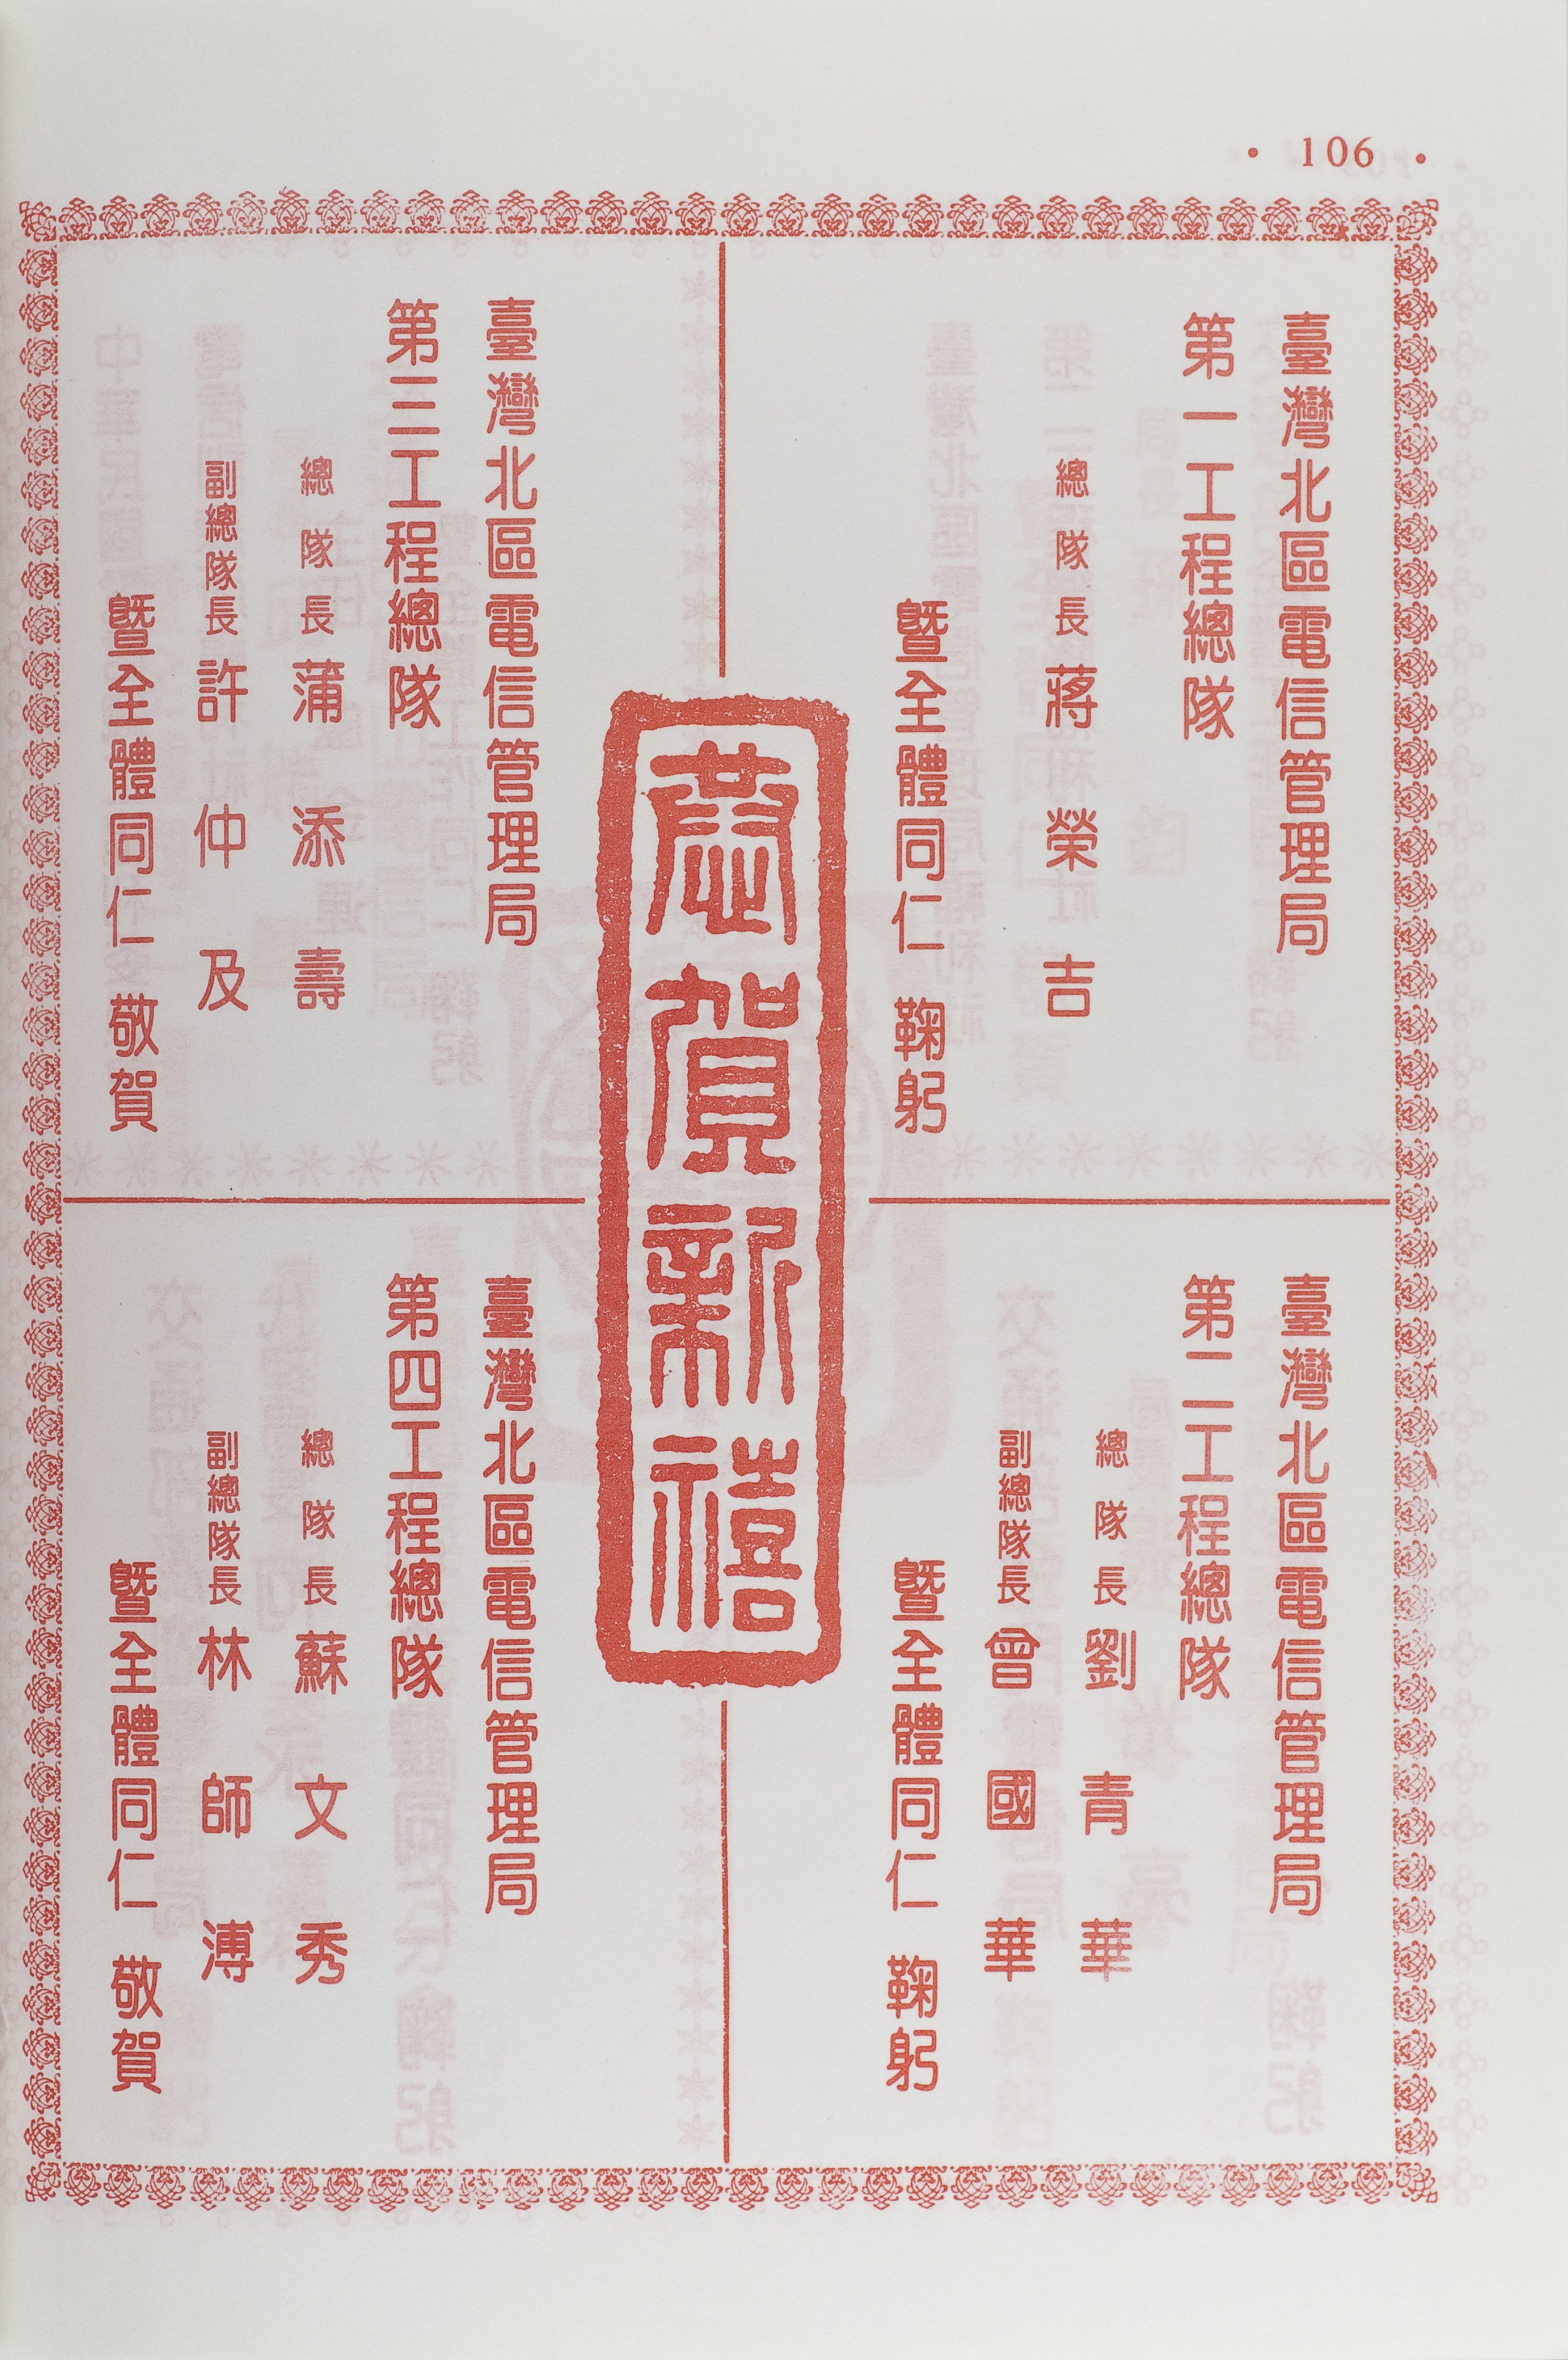 • 106 •
臺灣北區電信管理局
第一工程總隊
總隊長 蔣榮吉
暨全體同仁 鞠躬
臺灣北區電信管理局
第二工程總隊
總隊長 劉青華
副總隊長 曾國華
暨全體同仁 鞠躬
恭賀新禧
臺灣北區電信管理局
第三工程總隊
總隊長 蒲添壽
副總隊長 許仲及
暨全體同仁 敬賀
臺灣北區電信管理局
第四工程總隊
總隊長 蘇文秀
副總隊長 林師溥
暨全體同仁 敬賀